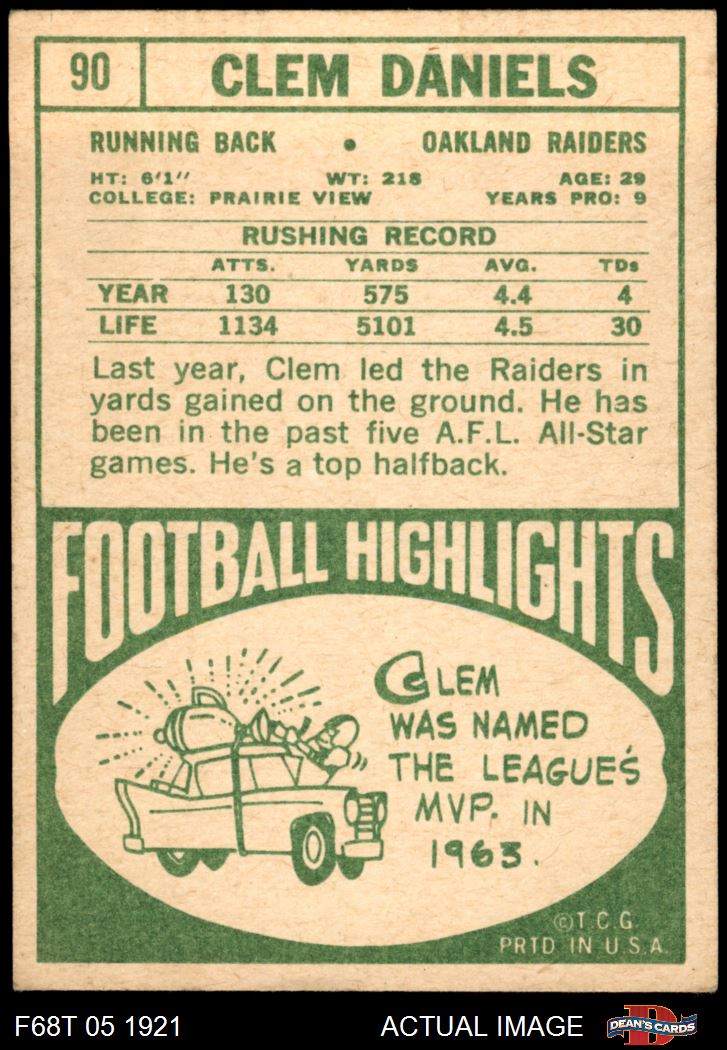 90 CLEM DANIELS
RUNNING BACK • OAKLAND RAIDERS
HT: 6'1" WT: 218 AGE: 29
COLLEGE: PRAIRIE VIEW YEARS PRO: 9
RUSHING RECORD
ATTS. YARDS AVG. TDs
YEAR 130 575 4.4 4
LIFE 1134 5101 4.5 30
Last year, Clem led the Raiders in
yards gained on the ground. He has
been in the past five A.F.L. All-Star
games. He's a top halfback.
FOOTBALL HIGHLIGHTS
CLEM
WAS NAMED
THE LEAGUE'S
MVP. IN
1963.
©T.C.G.
PRTD IN U.S.A.
F68T 05 1921 ACTUAL IMAGE D DEAN'S CARDS